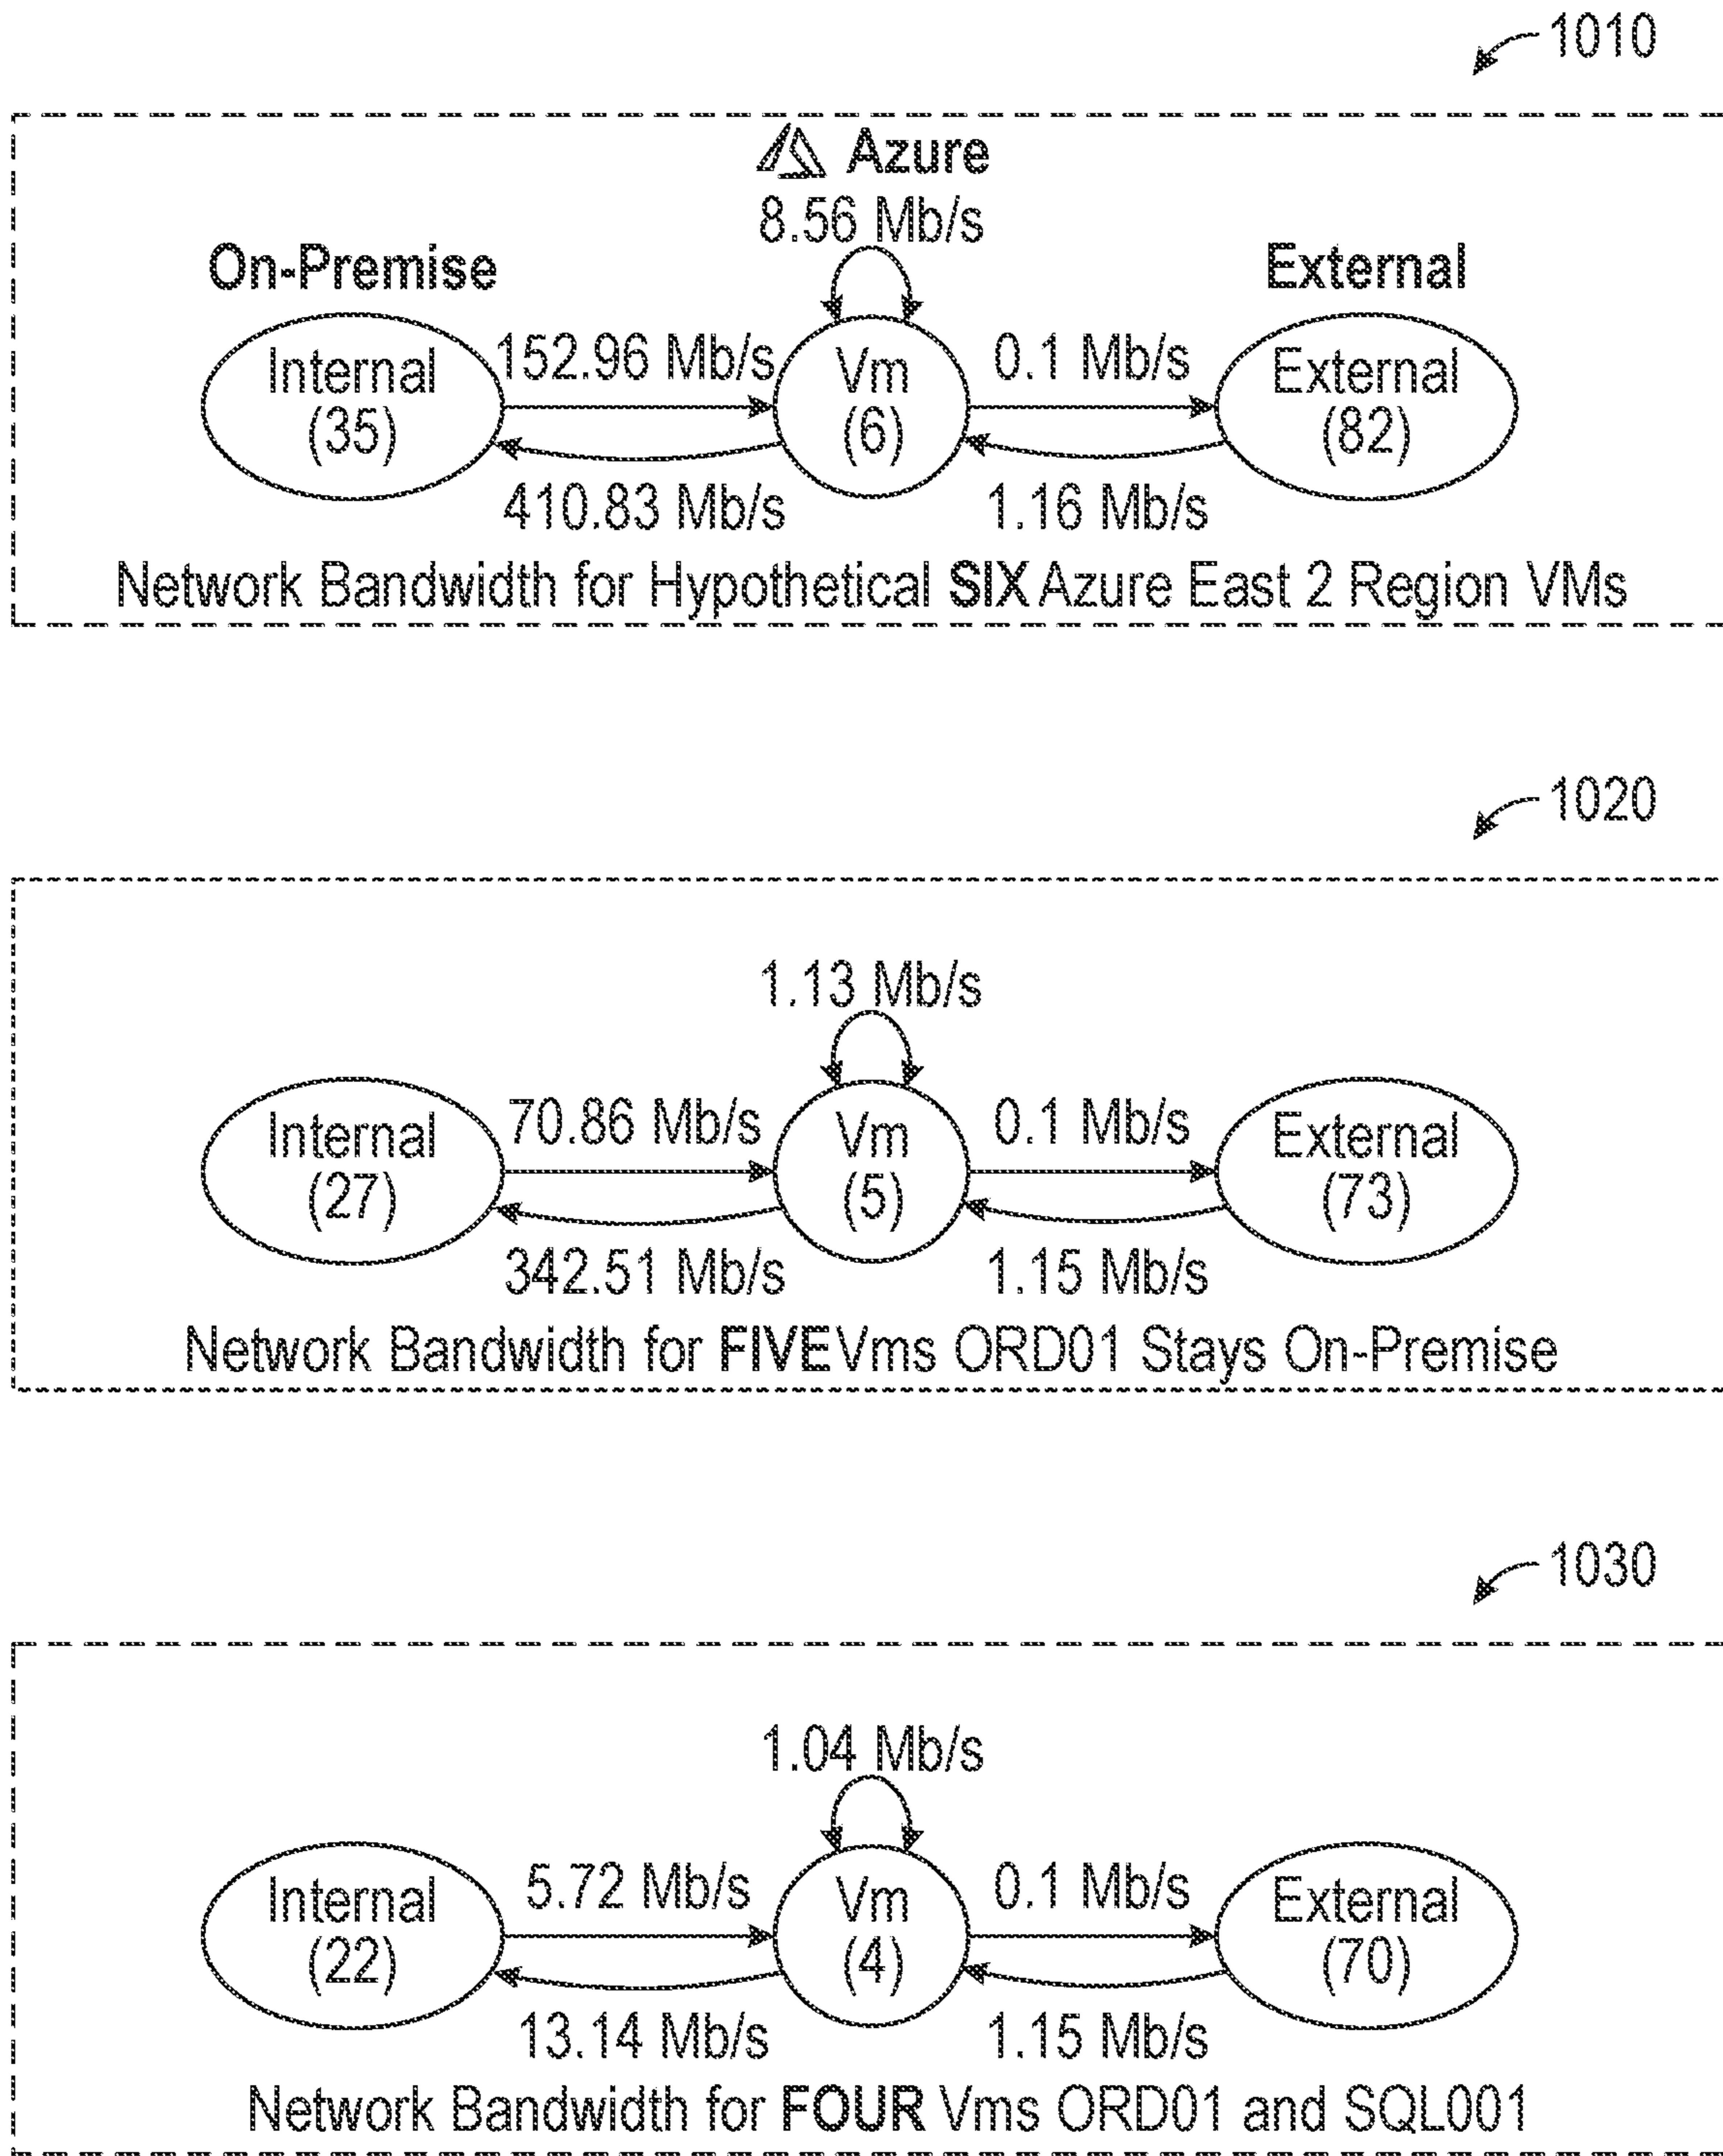 1010
Azure
8.56 Mb/s
On-Premise
External
Internal
(35)
152.96 Mb/s
Vm
(6)
0.1 Mb/s
External
(82)
410.83 Mb/s
1.16 Mb/s
Network Bandwidth for Hypothetical SIX Azure East 2 Region VMs
1020
1.13 Mb/s
Internal
(27)
70.86 Mb/s
Vm
(5)
0.1 Mb/s
External
(73)
342.51 Mb/s
1.15 Mb/s
Network Bandwidth for FIVE Vms ORD01 Stays On-Premise
1030
1.04 Mb/s
Internal
(22)
5.72 Mb/s
Vm
(4)
0.1 Mb/s
External
(70)
13.14 Mb/s
1.15 Mb/s
Network Bandwidth for FOUR Vms ORD01 and SQL001